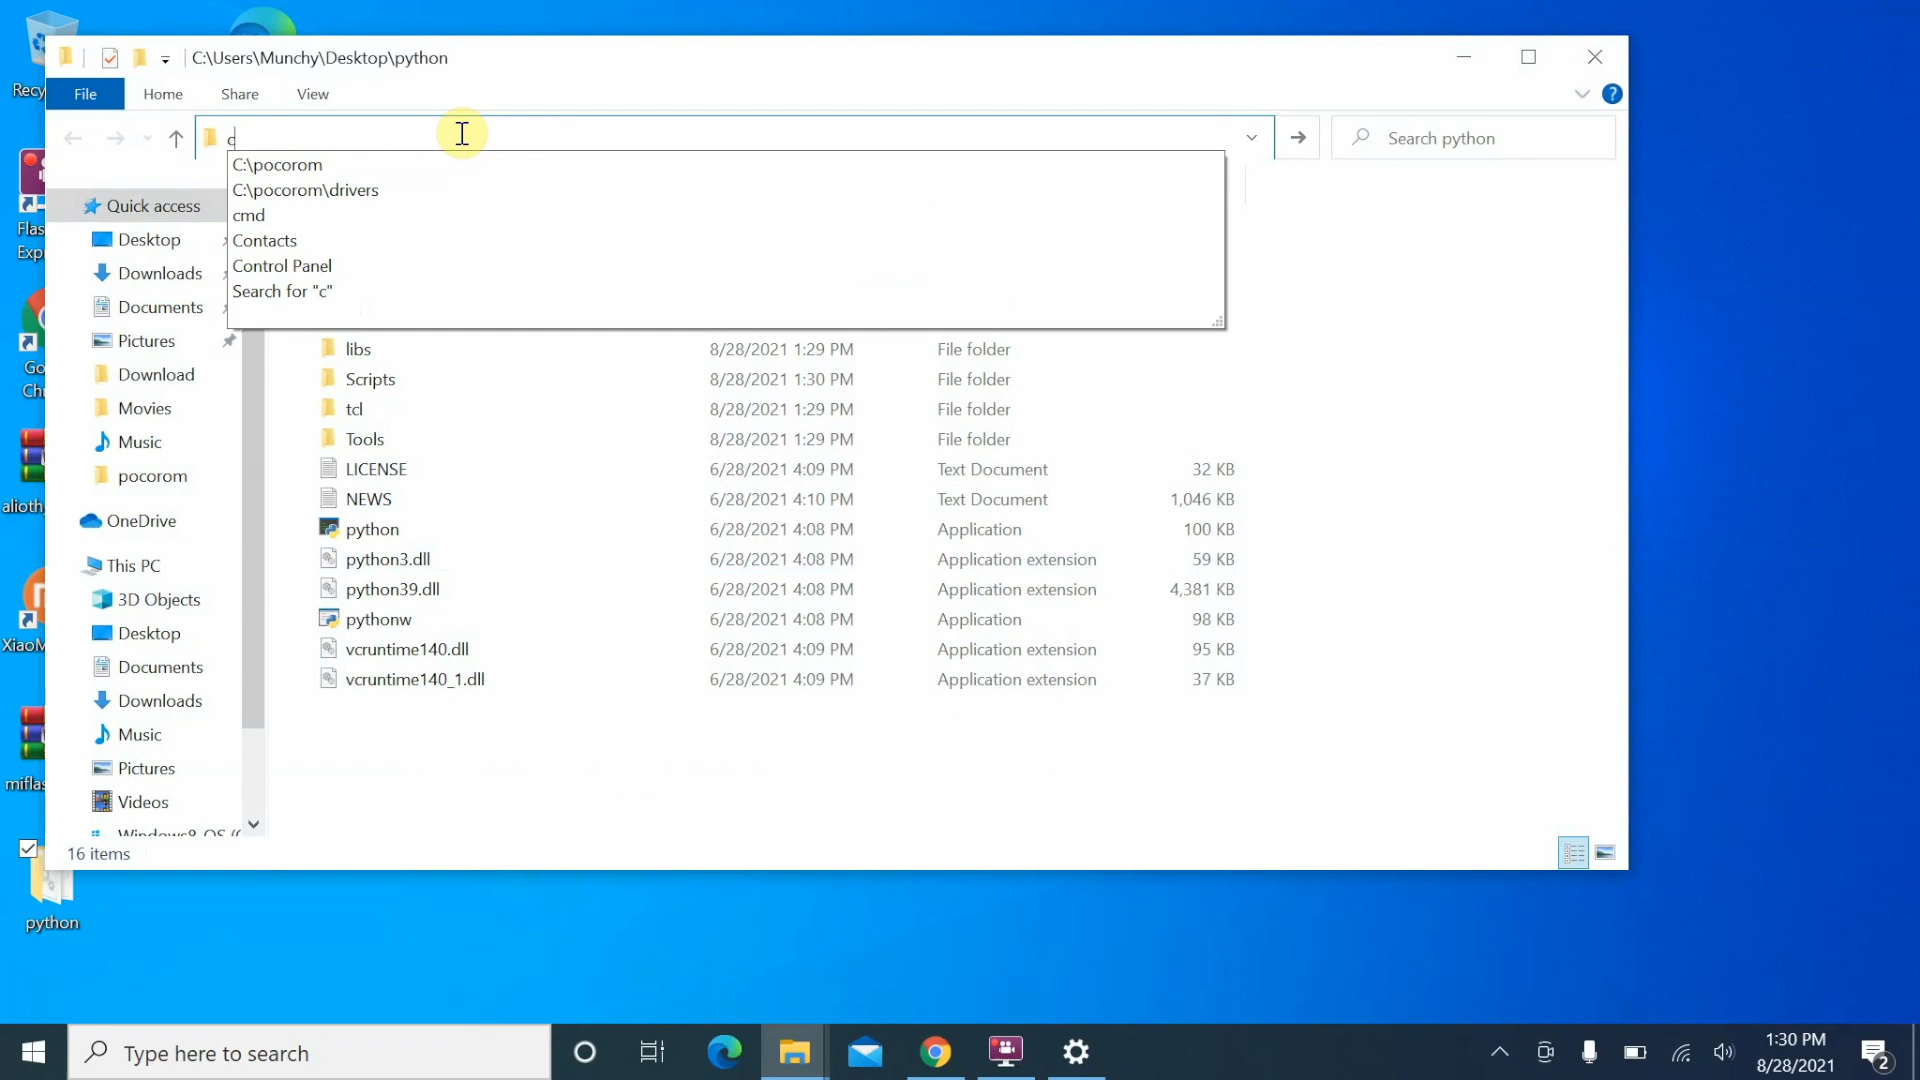 C:\Users\Munchy\Desktop\python
File Home Share View
c
Search python
C:\pocorom
C:\pocorom\drivers
cmd
Contacts
Control Panel
Search for "c"
Quick access
Desktop
Downloads
Documents
Pictures
Download
Movies
Music
pocorom
OneDrive
This PC
3D Objects
Desktop
Documents
Downloads
Music
Pictures
Videos
Windows8_OS (C
libs 8/28/2021 1:29 PM File folder
Scripts 8/28/2021 1:30 PM File folder
tcl 8/28/2021 1:29 PM File folder
Tools 8/28/2021 1:29 PM File folder
LICENSE 6/28/2021 4:09 PM Text Document 32 KB
NEWS 6/28/2021 4:10 PM Text Document 1,046 KB
python 6/28/2021 4:08 PM Application 100 KB
python3.dll 6/28/2021 4:08 PM Application extension 59 KB
python39.dll 6/28/2021 4:08 PM Application extension 4,381 KB
pythonw 6/28/2021 4:08 PM Application 98 KB
vcruntime140.dll 6/28/2021 4:09 PM Application extension 95 KB
vcruntime140_1.dll 6/28/2021 4:09 PM Application extension 37 KB
16 items
Recy
Flas
Exp
Go
Chr
alioth
XiaoM
miflas
python
Type here to search
1:30 PM
8/28/2021
2